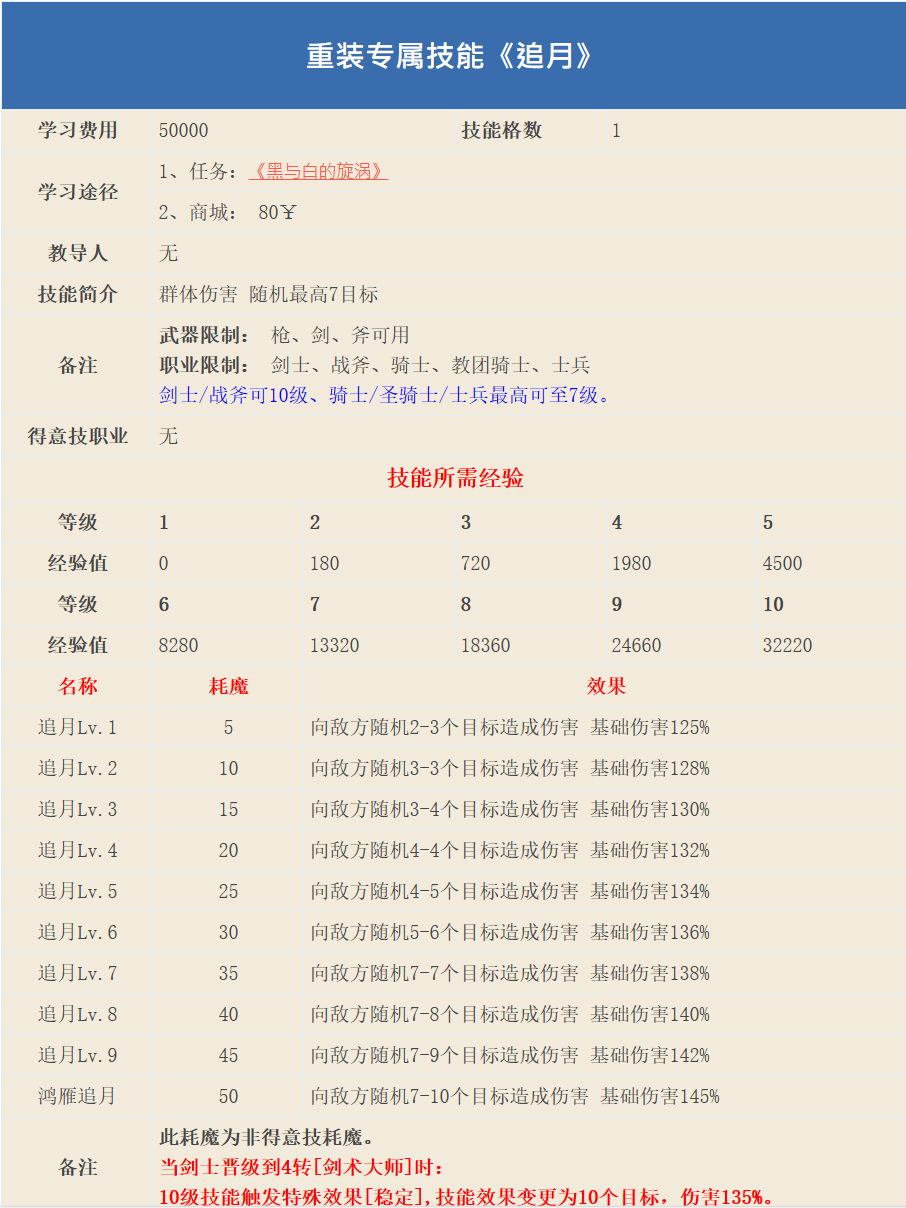 重装专属技能《追月》
学习费用 50000 技能格数 1
学习途径
1、任务：《黑与白的旋涡》
2、商城： 80￥
教导人 无
技能简介 群体伤害 随机最高7目标
备注
武器限制： 枪、剑、斧可用
职业限制： 剑士、战斧、骑士、教团骑士、士兵
剑士/战斧可10级、骑士/圣骑士/士兵最高可至7级。
得意技职业 无
技能所需经验
等级 1 2 3 4 5
经验值 0 180 720 1980 4500
等级 6 7 8 9 10
经验值 8280 13320 18360 24660 32220
名称 耗魔 效果
追月Lv.1 5 向敌方随机2-3个目标造成伤害 基础伤害125%
追月Lv.2 10 向敌方随机3-3个目标造成伤害 基础伤害128%
追月Lv.3 15 向敌方随机3-4个目标造成伤害 基础伤害130%
追月Lv.4 20 向敌方随机4-4个目标造成伤害 基础伤害132%
追月Lv.5 25 向敌方随机4-5个目标造成伤害 基础伤害134%
追月Lv.6 30 向敌方随机5-6个目标造成伤害 基础伤害136%
追月Lv.7 35 向敌方随机7-7个目标造成伤害 基础伤害138%
追月Lv.8 40 向敌方随机7-8个目标造成伤害 基础伤害140%
追月Lv.9 45 向敌方随机7-9个目标造成伤害 基础伤害142%
鸿雁追月 50 向敌方随机7-10个目标造成伤害 基础伤害145%
备注
此耗魔为非得意技耗魔。
当剑士晋级到4转[剑术大师]时：
10级技能触发特殊效果[稳定],技能效果变更为10个目标，伤害135%。